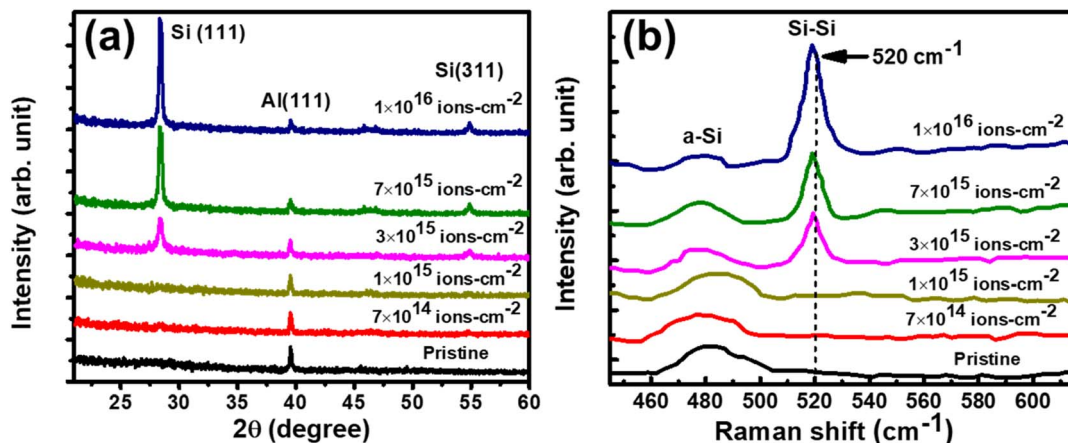 (a)
Si (111)
Si(311)
Al(111)
1×10¹⁶ ions-cm⁻²
7×10¹⁵ ions-cm⁻²
3×10¹⁵ ions-cm⁻²
1×10¹⁵ ions-cm⁻²
7×10¹⁴ ions-cm⁻²
Pristine
Intensity (arb. unit)
25 30 35 40 45 50 55 60
2θ (degree)
(b)
Si-Si
520 cm⁻¹
a-Si
1×10¹⁶ ions-cm⁻²
7×10¹⁵ ions-cm⁻²
3×10¹⁵ ions-cm⁻²
1×10¹⁵ ions-cm⁻²
7×10¹⁴ ions-cm⁻²
Pristine
Intensity (arb. unit)
460 480 500 520 540 560 580 600
Raman shift (cm⁻¹)